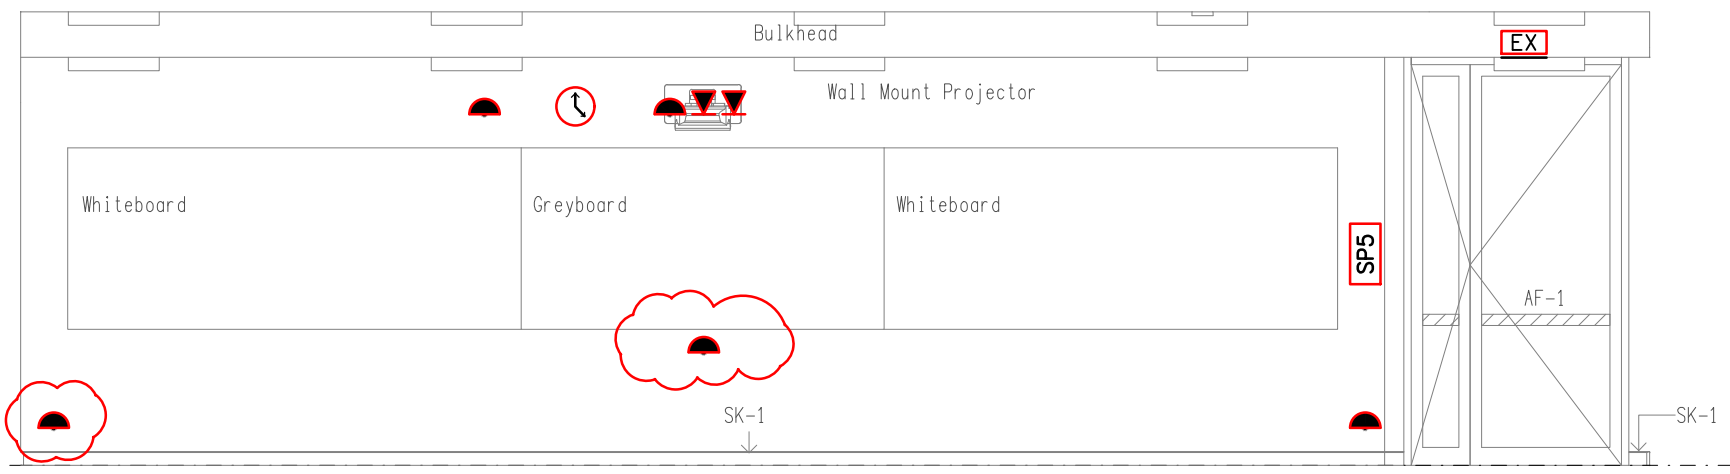 Bulkhead
EX
Wall Mount Projector
Whiteboard
Greyboard
Whiteboard
SP5
AF-1
SK-1
SK-1